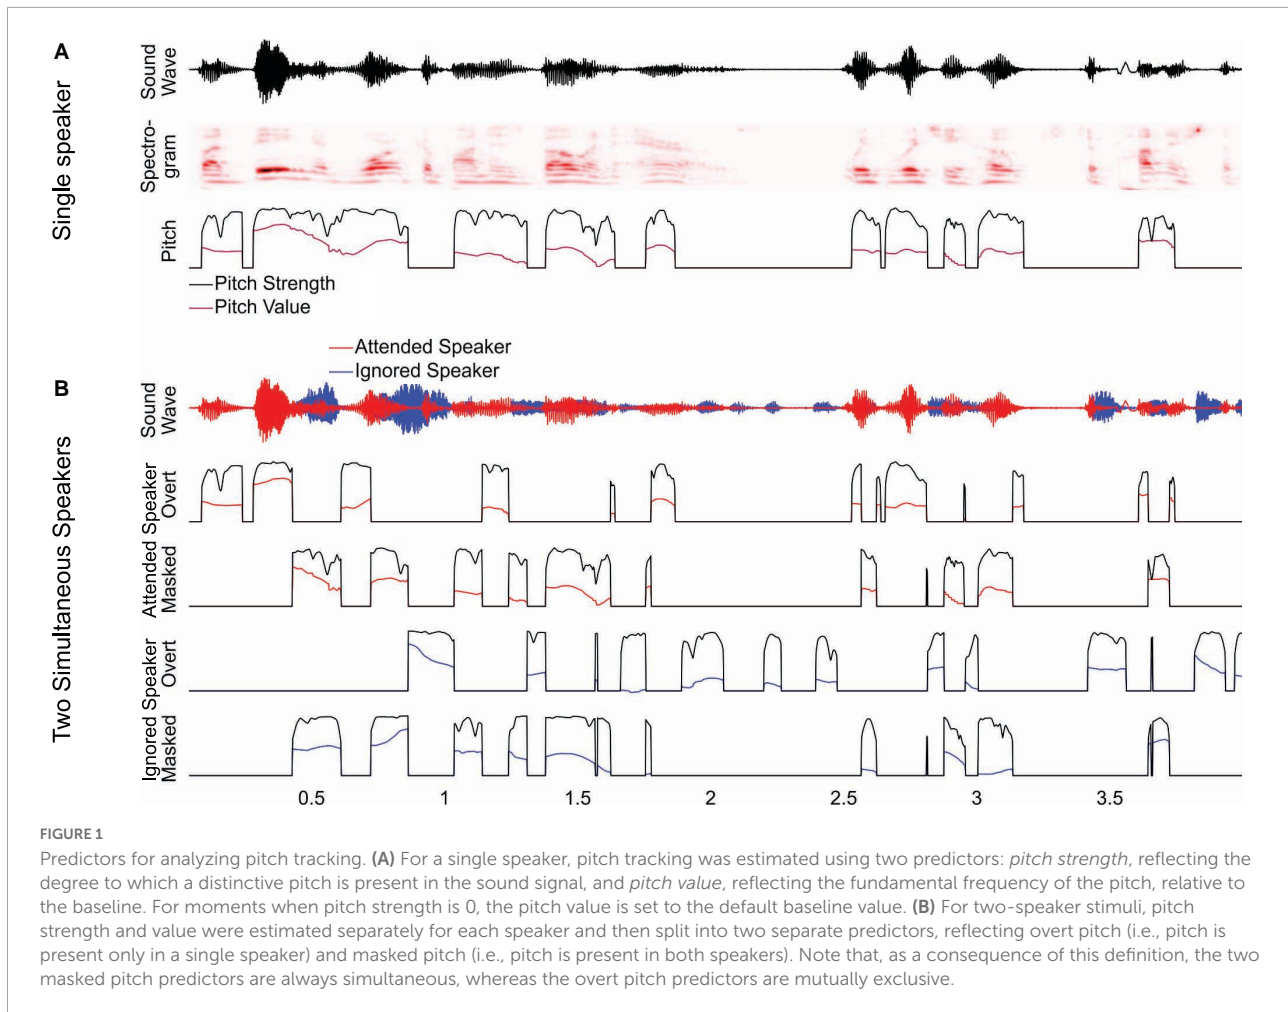 A
Single speaker
Sound
Wave
Spectro-
gram
Pitch
Pitch Strength
Pitch Value
Attended Speaker
Ignored Speaker
B
Two Simultaneous Speakers
Sound
Wave
Attended Speaker
Overt
Masked
Ignored Speaker
Overt
Masked
0.5 1 1.5 2 2.5 3 3.5
FIGURE 1
Predictors for analyzing pitch tracking. (A) For a single speaker, pitch tracking was estimated using two predictors: pitch strength, reflecting the
degree to which a distinctive pitch is present in the sound signal, and pitch value, reflecting the fundamental frequency of the pitch, relative to
the baseline. For moments when pitch strength is 0, the pitch value is set to the default baseline value. (B) For two-speaker stimuli, pitch
strength and value were estimated separately for each speaker and then split into two separate predictors, reflecting overt pitch (i.e., pitch is
present only in a single speaker) and masked pitch (i.e., pitch is present in both speakers). Note that, as a consequence of this definition, the two
masked pitch predictors are always simultaneous, whereas the overt pitch predictors are mutually exclusive.